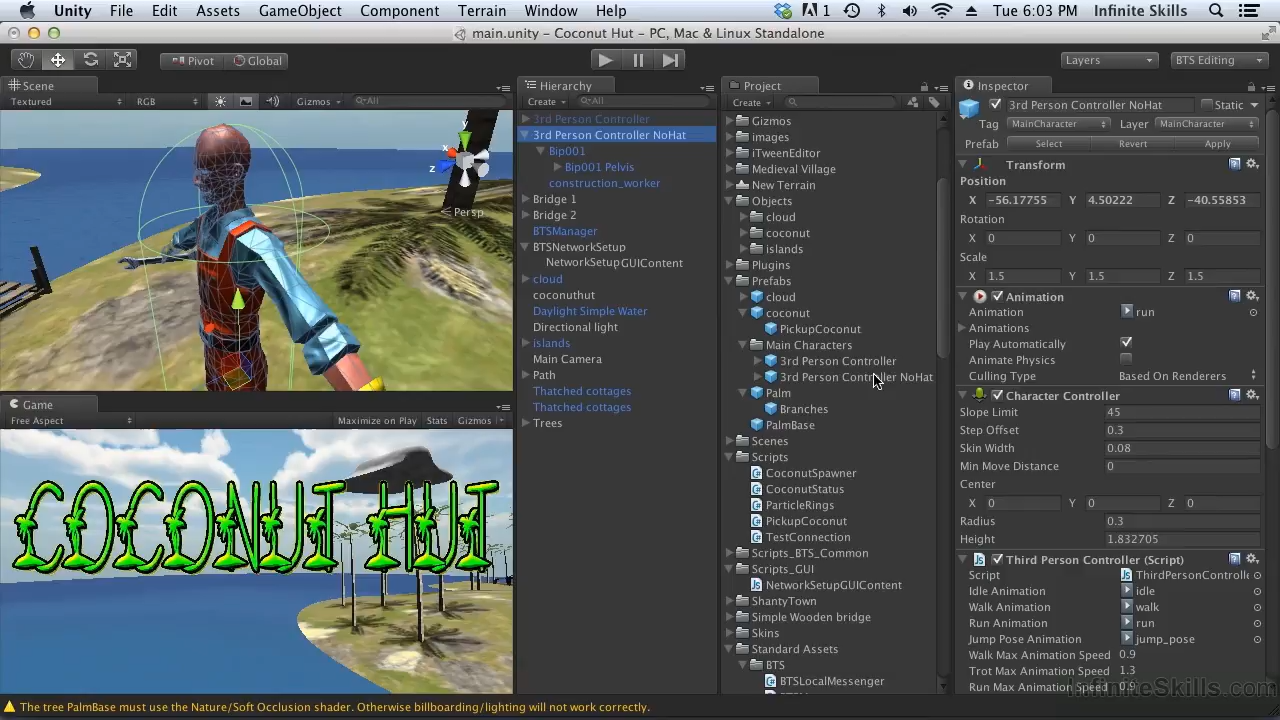 Unity File Edit Assets GameObject Component Terrain Window Help 1 Tue 6:03 PM Infinite Skills
main.unity – Coconut Hut – PC, Mac & Linux Standalone
Pivot Global Layers BTS Editing
Scene
Textured RGB Gizmos All
y
x
z
Persp
Game
Free Aspect Maximize on Play Stats Gizmos
COCONUT HUT
Hierarchy
Create All
3rd Person Controller
3rd Person Controller NoHat
Bip001
Bip001 Pelvis
construction_worker
Bridge 1
Bridge 2
BTSManager
BTSNetworkSetup
NetworkSetupGUIContent
cloud
coconuthut
Daylight Simple Water
Directional light
islands
Main Camera
Path
Thatched cottages
Thatched cottages
Trees
Project
Create
Gizmos
images
iTweenEditor
Medieval Village
New Terrain
Objects
cloud
coconut
islands
Plugins
Prefabs
cloud
coconut
PickupCoconut
Main Characters
3rd Person Controller
3rd Person Controller NoHat
Palm
Branches
PalmBase
Scenes
Scripts
CoconutSpawner
CoconutStatus
ParticleRings
PickupCoconut
TestConnection
Scripts_BTS_Common
Scripts_GUI
NetworkSetupGUIContent
ShantyTown
Simple Wooden bridge
Skins
Standard Assets
BTS
BTSLocalMessenger
Inspector
3rd Person Controller NoHat Static
Tag MainCharacter Layer MainCharacter
Prefab Select Revert Apply
Transform
Position
X -56.17755 Y 4.50222 Z -40.55853
Rotation
X 0 Y 0 Z 0
Scale
X 1.5 Y 1.5 Z 1.5
Animation
Animation run
Animations
Play Automatically
Animate Physics
Culling Type Based On Renderers
Character Controller
Slope Limit 45
Step Offset 0.3
Skin Width 0.08
Min Move Distance 0
Center
X 0 Y 0 Z 0
Radius 0.3
Height 1.832705
Third Person Controller (Script)
Script ThirdPersonControlle
Idle Animation idle
Walk Animation walk
Run Animation run
Jump Pose Animation jump_pose
Walk Max Animation Speed 0.9
Trot Max Animation Speed 1.3
Run Max Animation Speed
InfiniteSkills.com
The tree PalmBase must use the Nature/Soft Occlusion shader. Otherwise billboarding/lighting will not work correctly.